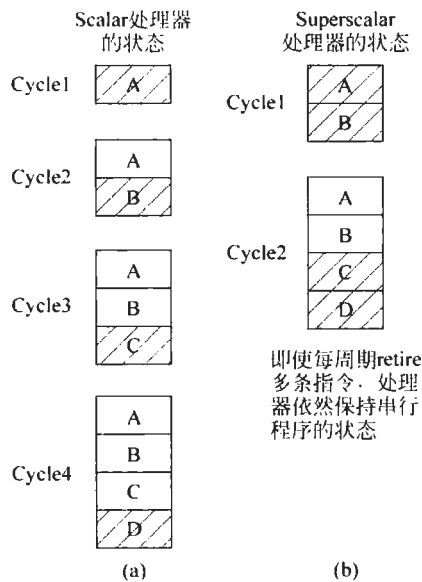 Scalar处理器
的状态
Cycle1
A
Cycle2
A
B
Cycle3
A
B
C
Cycle4
A
B
C
D
(a)
Superscalar
处理器的状态
Cycle1
A
B
Cycle2
A
B
C
D
即使每周期retire
多条指令，处理
器依然保持串行
程序的状态
(b)